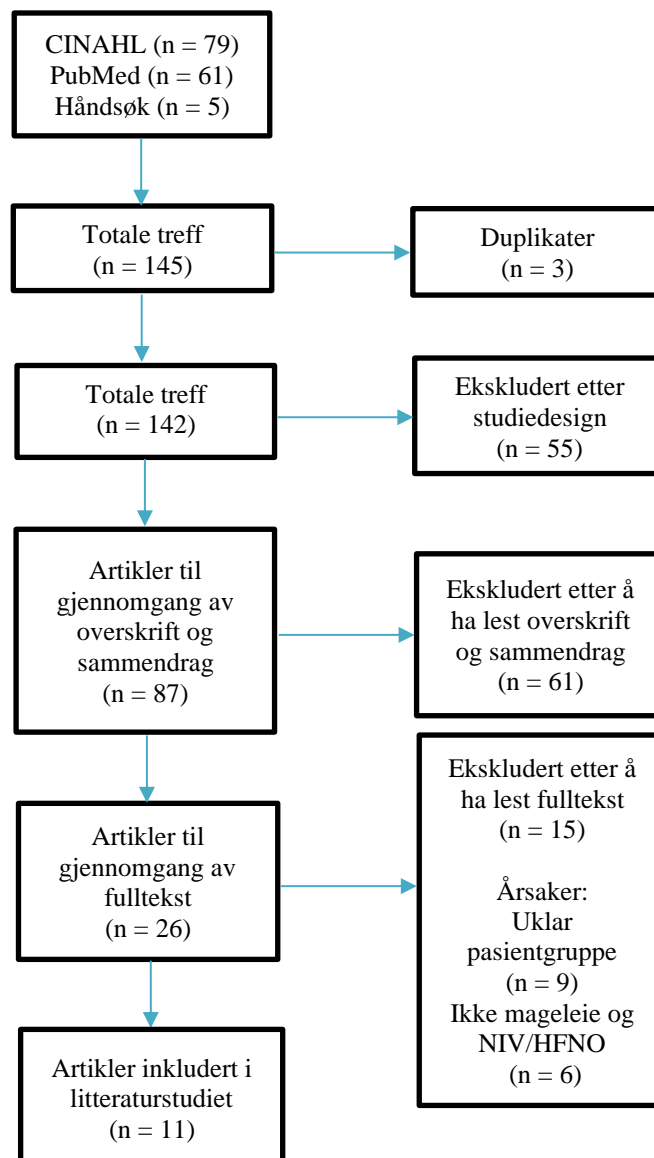 CINAHL (n = 79)
PubMed (n = 61)
Håndsøk (n = 5)
Totale treff
(n = 145)
Duplikater
(n = 3)
Totale treff
(n = 142)
Ekskludert etter
studiedesign
(n = 55)
Artikler til
gjennomgang av
overskrift og
sammendrag
(n = 87)
Ekskludert etter å
ha lest overskrift
og sammendrag
(n = 61)
Artikler til
gjennomgang av
fulltekst
(n = 26)
Ekskludert etter å
ha lest fulltekst
(n = 15)
Årsaker:
Uklar
pasientgruppe
(n = 9)
Ikke mageleie og
NIV/HFNO
(n = 6)
Artikler inkludert i
litteraturstudiet
(n = 11)